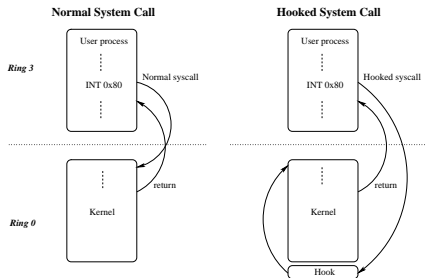 Normal System Call
Hooked System Call
User process
User process
Ring 3
INT 0x80
Normal syscall
INT 0x80
Hooked syscall
return
return
Kernel
Kernel
Ring 0
Hook